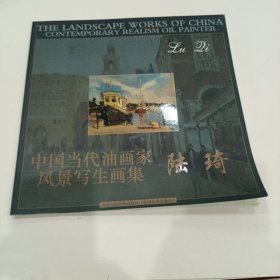 THE LANDSCAPE WORKS OF CHINA
CONTEMPORARY REALISM OIL PAINTER
Lu Qi
中国当代油画家
风景写生画集
陆琦